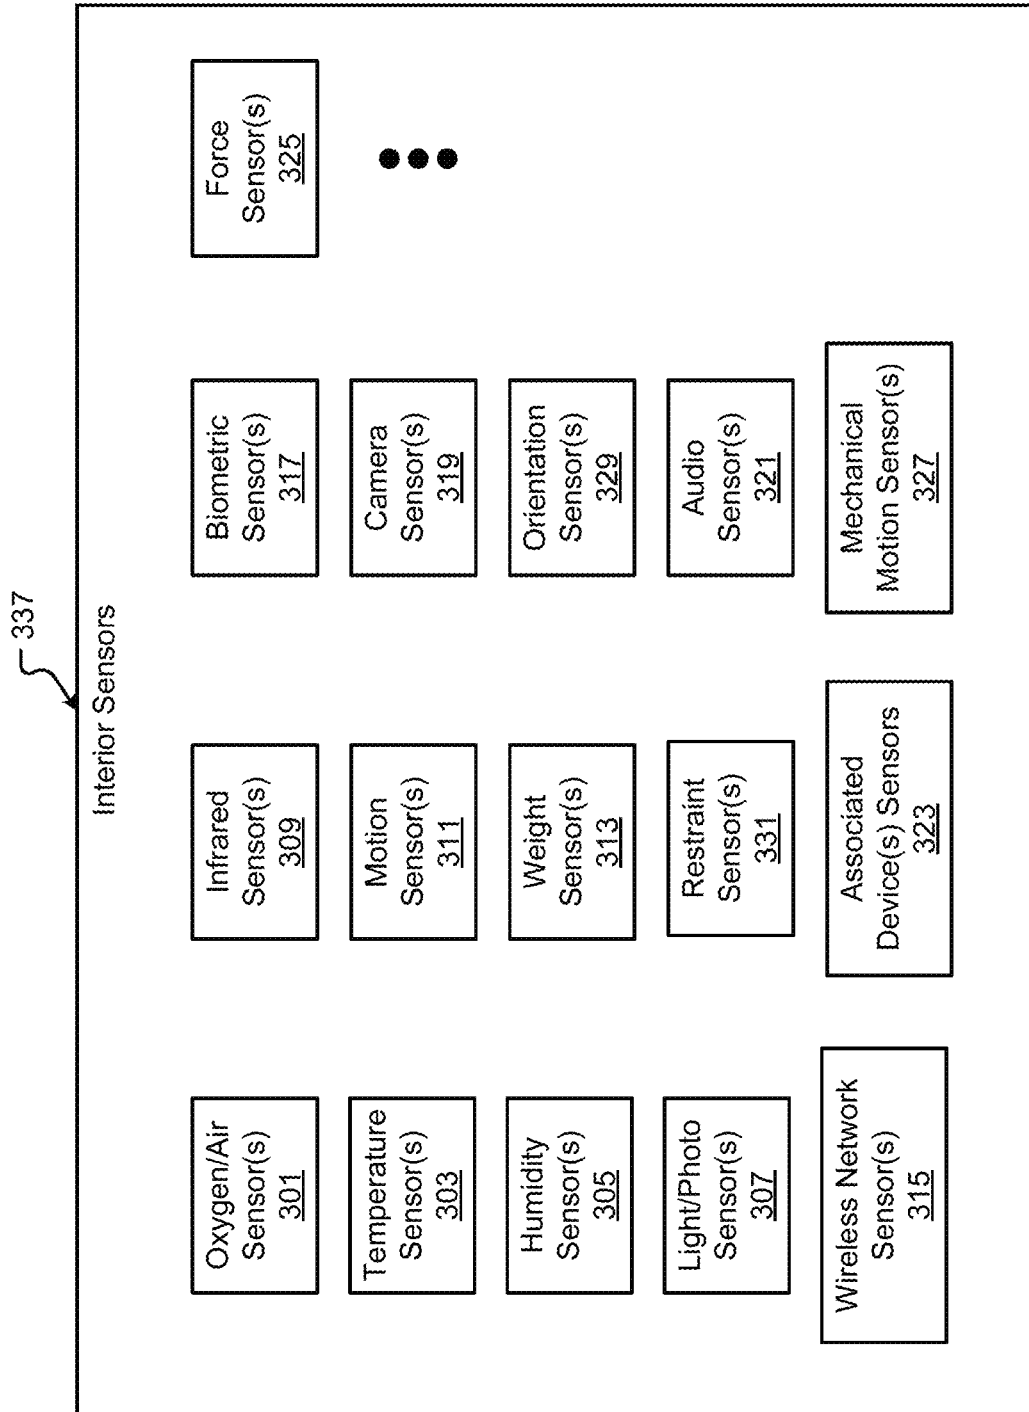 337
Interior Sensors
Oxygen/Air
Sensor(s)
301
Temperature
Sensor(s)
303
Humidity
Sensor(s)
305
Light/Photo
Sensor(s)
307
Wireless Network
Sensor(s)
315
Infrared
Sensor(s)
309
Motion
Sensor(s)
311
Weight
Sensor(s)
313
Restraint
Sensor(s)
331
Associated
Device(s) Sensors
323
Biometric
Sensor(s)
317
Camera
Sensor(s)
319
Orientation
Sensor(s)
329
Audio
Sensor(s)
321
Mechanical
Motion Sensor(s)
327
Force
Sensor(s)
325